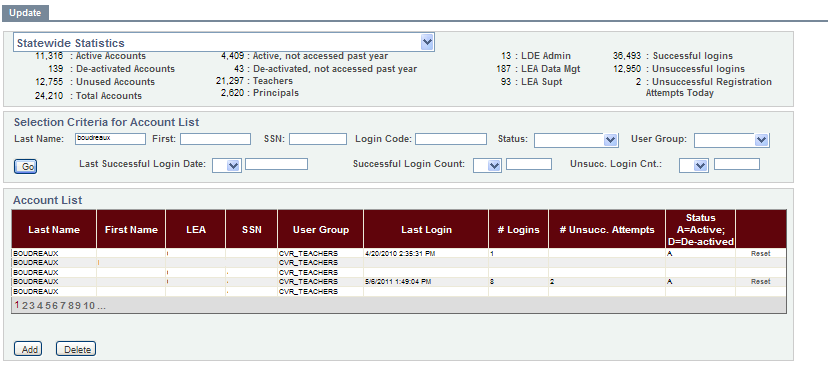 Update
Statewide Statistics
11,316 : Active Accounts 4,409 : Active, not accessed past year 13 : LDE Admin 36,493 : Successful logins
139 : De-activated Accounts 43 : De-activated, not accessed past year 187 : LEA Data Mgt 12,950 : Unsuccessful logins
12,755 : Unused Accounts 21,297 : Teachers 93 : LEA Supt 2 : Unsuccessful Registration
24,210 : Total Accounts 2,620 : Principals Attempts Today
Selection Criteria for Account List
Last Name: boudreaux First: SSN: Login Code: Status: User Group:
Go Last Successful Login Date: Successful Login Count: Unsucc. Login Cnt.:
Account List
Last Name First Name LEA SSN User Group Last Login # Logins # Unsucc. Attempts Status A=Active; D=De-actived
BOUDREAUX CVR_TEACHERS 4/20/2010 2:35:31 PM 1 A Reset
BOUDREAUX CVR_TEACHERS
BOUDREAUX CVR_TEACHERS
BOUDREAUX CVR_TEACHERS 5/6/2011 1:49:04 PM 8 2 A Reset
BOUDREAUX CVR_TEACHERS
1 2 3 4 5 6 7 8 9 10 ...
Add Delete